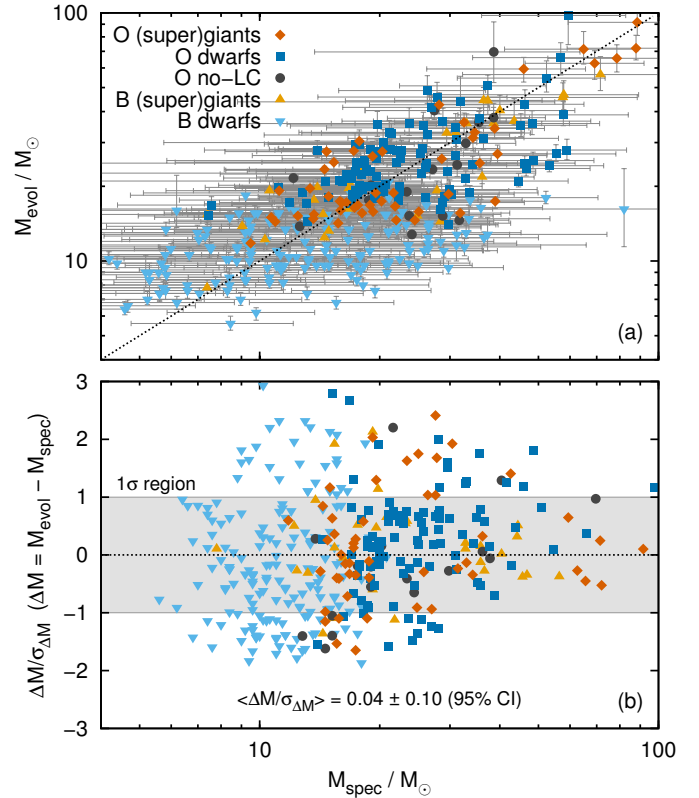 100
10
M_evol / M_⊙
O (super)giants
O dwarfs
O no-LC
B (super)giants
B dwarfs
(a)
3
2
1
0
−1
−2
−3
ΔM/σ_ΔM (ΔM = M_evol − M_spec)
1σ region
<ΔM/σ_ΔM> = 0.04 ± 0.10 (95% CI)
(b)
10
100
M_spec / M_⊙